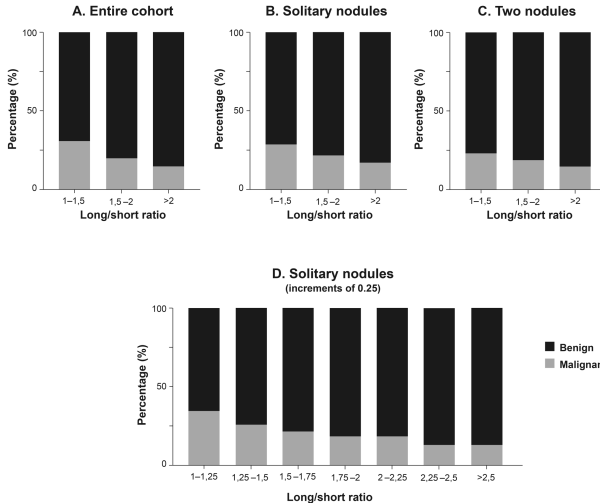 A. Entire cohort
B. Solitary nodules
C. Two nodules
Percentage (%)
100
50
0
1–1,5
1,5–2
>2
Long/short ratio
Percentage (%)
100
50
0
1–1,5
1,5–2
>2
Long/short ratio
Percentage (%)
100
50
0
1–1,5
1,5–2
>2
Long/short ratio
D. Solitary nodules
(increments of 0.25)
Percentage (%)
100
50
0
1–1,25
1,25–1,5
1,5–1,75
1,75–2
2–2,25
2,25–2,5
>2,5
Long/short ratio
Benign
Malignan